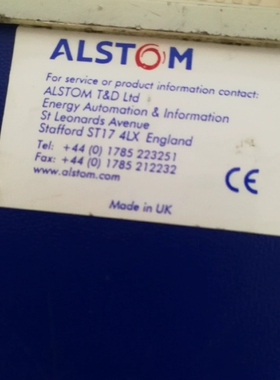 ALSTOM
For service or product information contact:
ALSTOM T&D Ltd
Energy Automation & Information
St Leonards Avenue
Stafford ST17 4LX England
Tel: +44 (0) 1785 223251
Fax: +44 (0) 1785 212232
www.alstom.com
CE
Made in UK